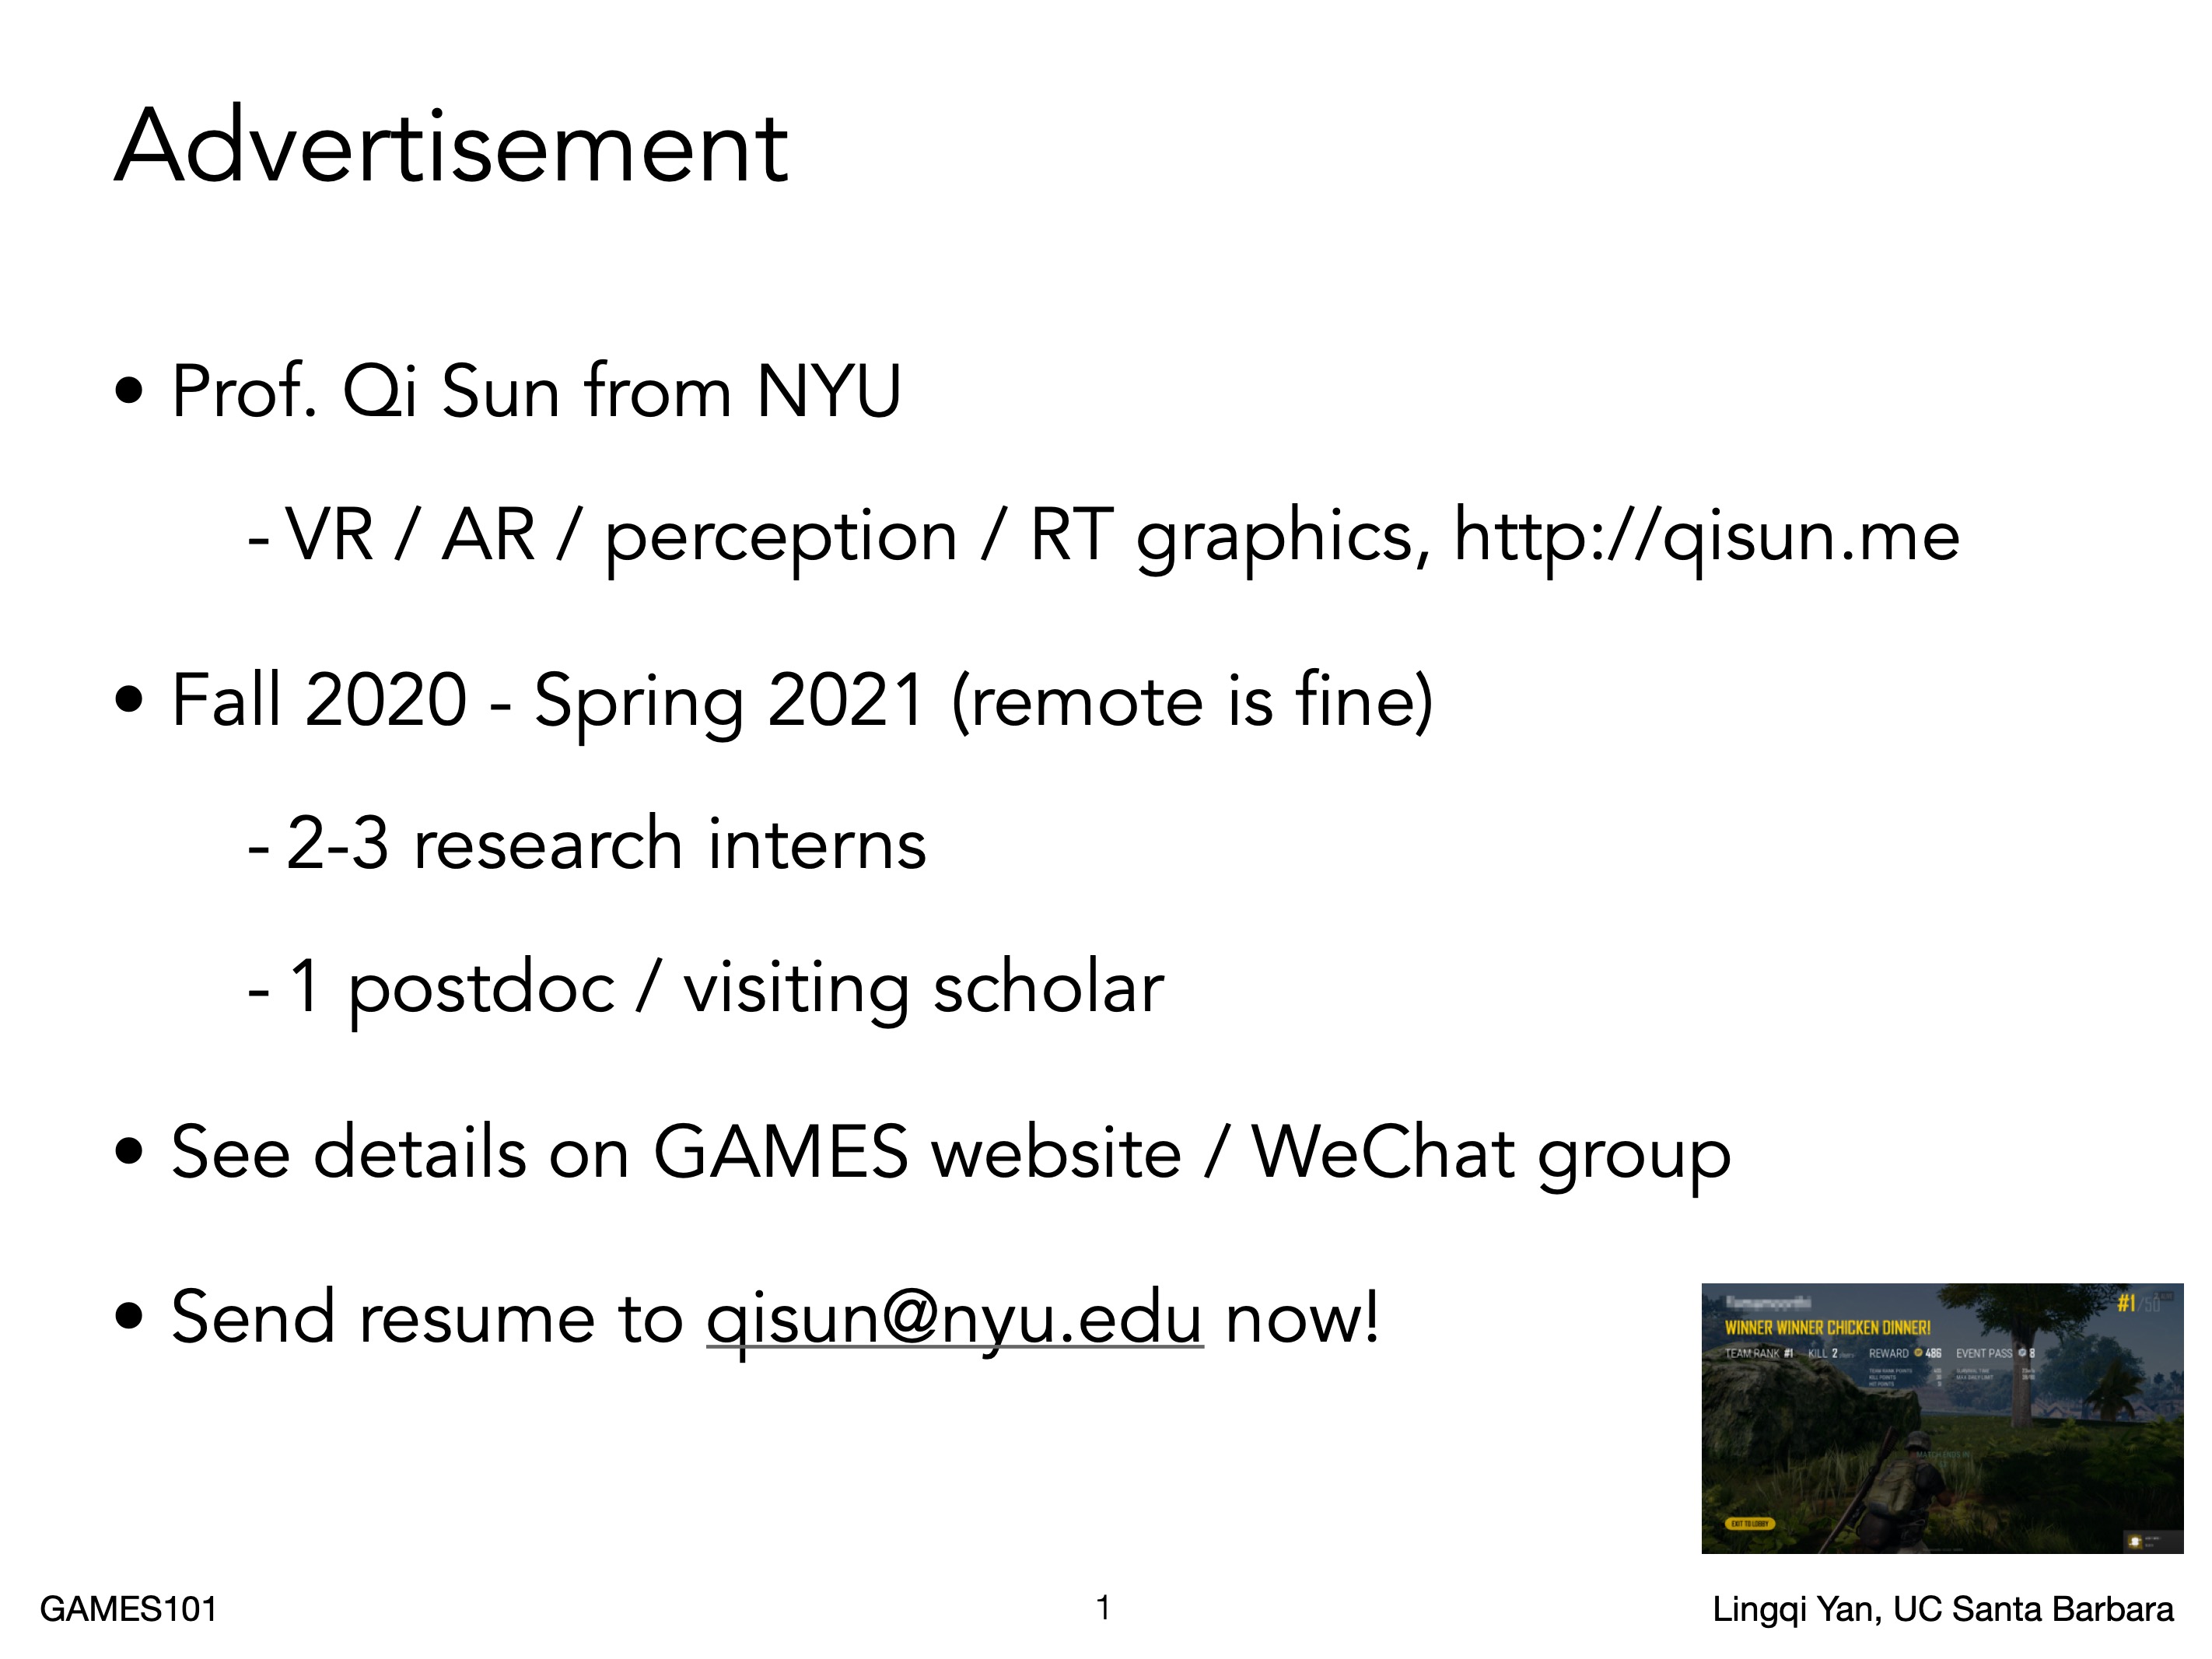 Advertisement
• Prof. Qi Sun from NYU
- VR / AR / perception / RT graphics, http://qisun.me
• Fall 2020 - Spring 2021 (remote is fine)
- 2-3 research interns
- 1 postdoc / visiting scholar
• See details on GAMES website / WeChat group
• Send resume to qisun@nyu.edu now!
#1/50
WINNER WINNER CHICKEN DINNER!
TEAM RANK #1 KILL 2 REWARD 486 EVENT PASS 8
EXIT TO LOBBY
GAMES101
1
Lingqi Yan, UC Santa Barbara